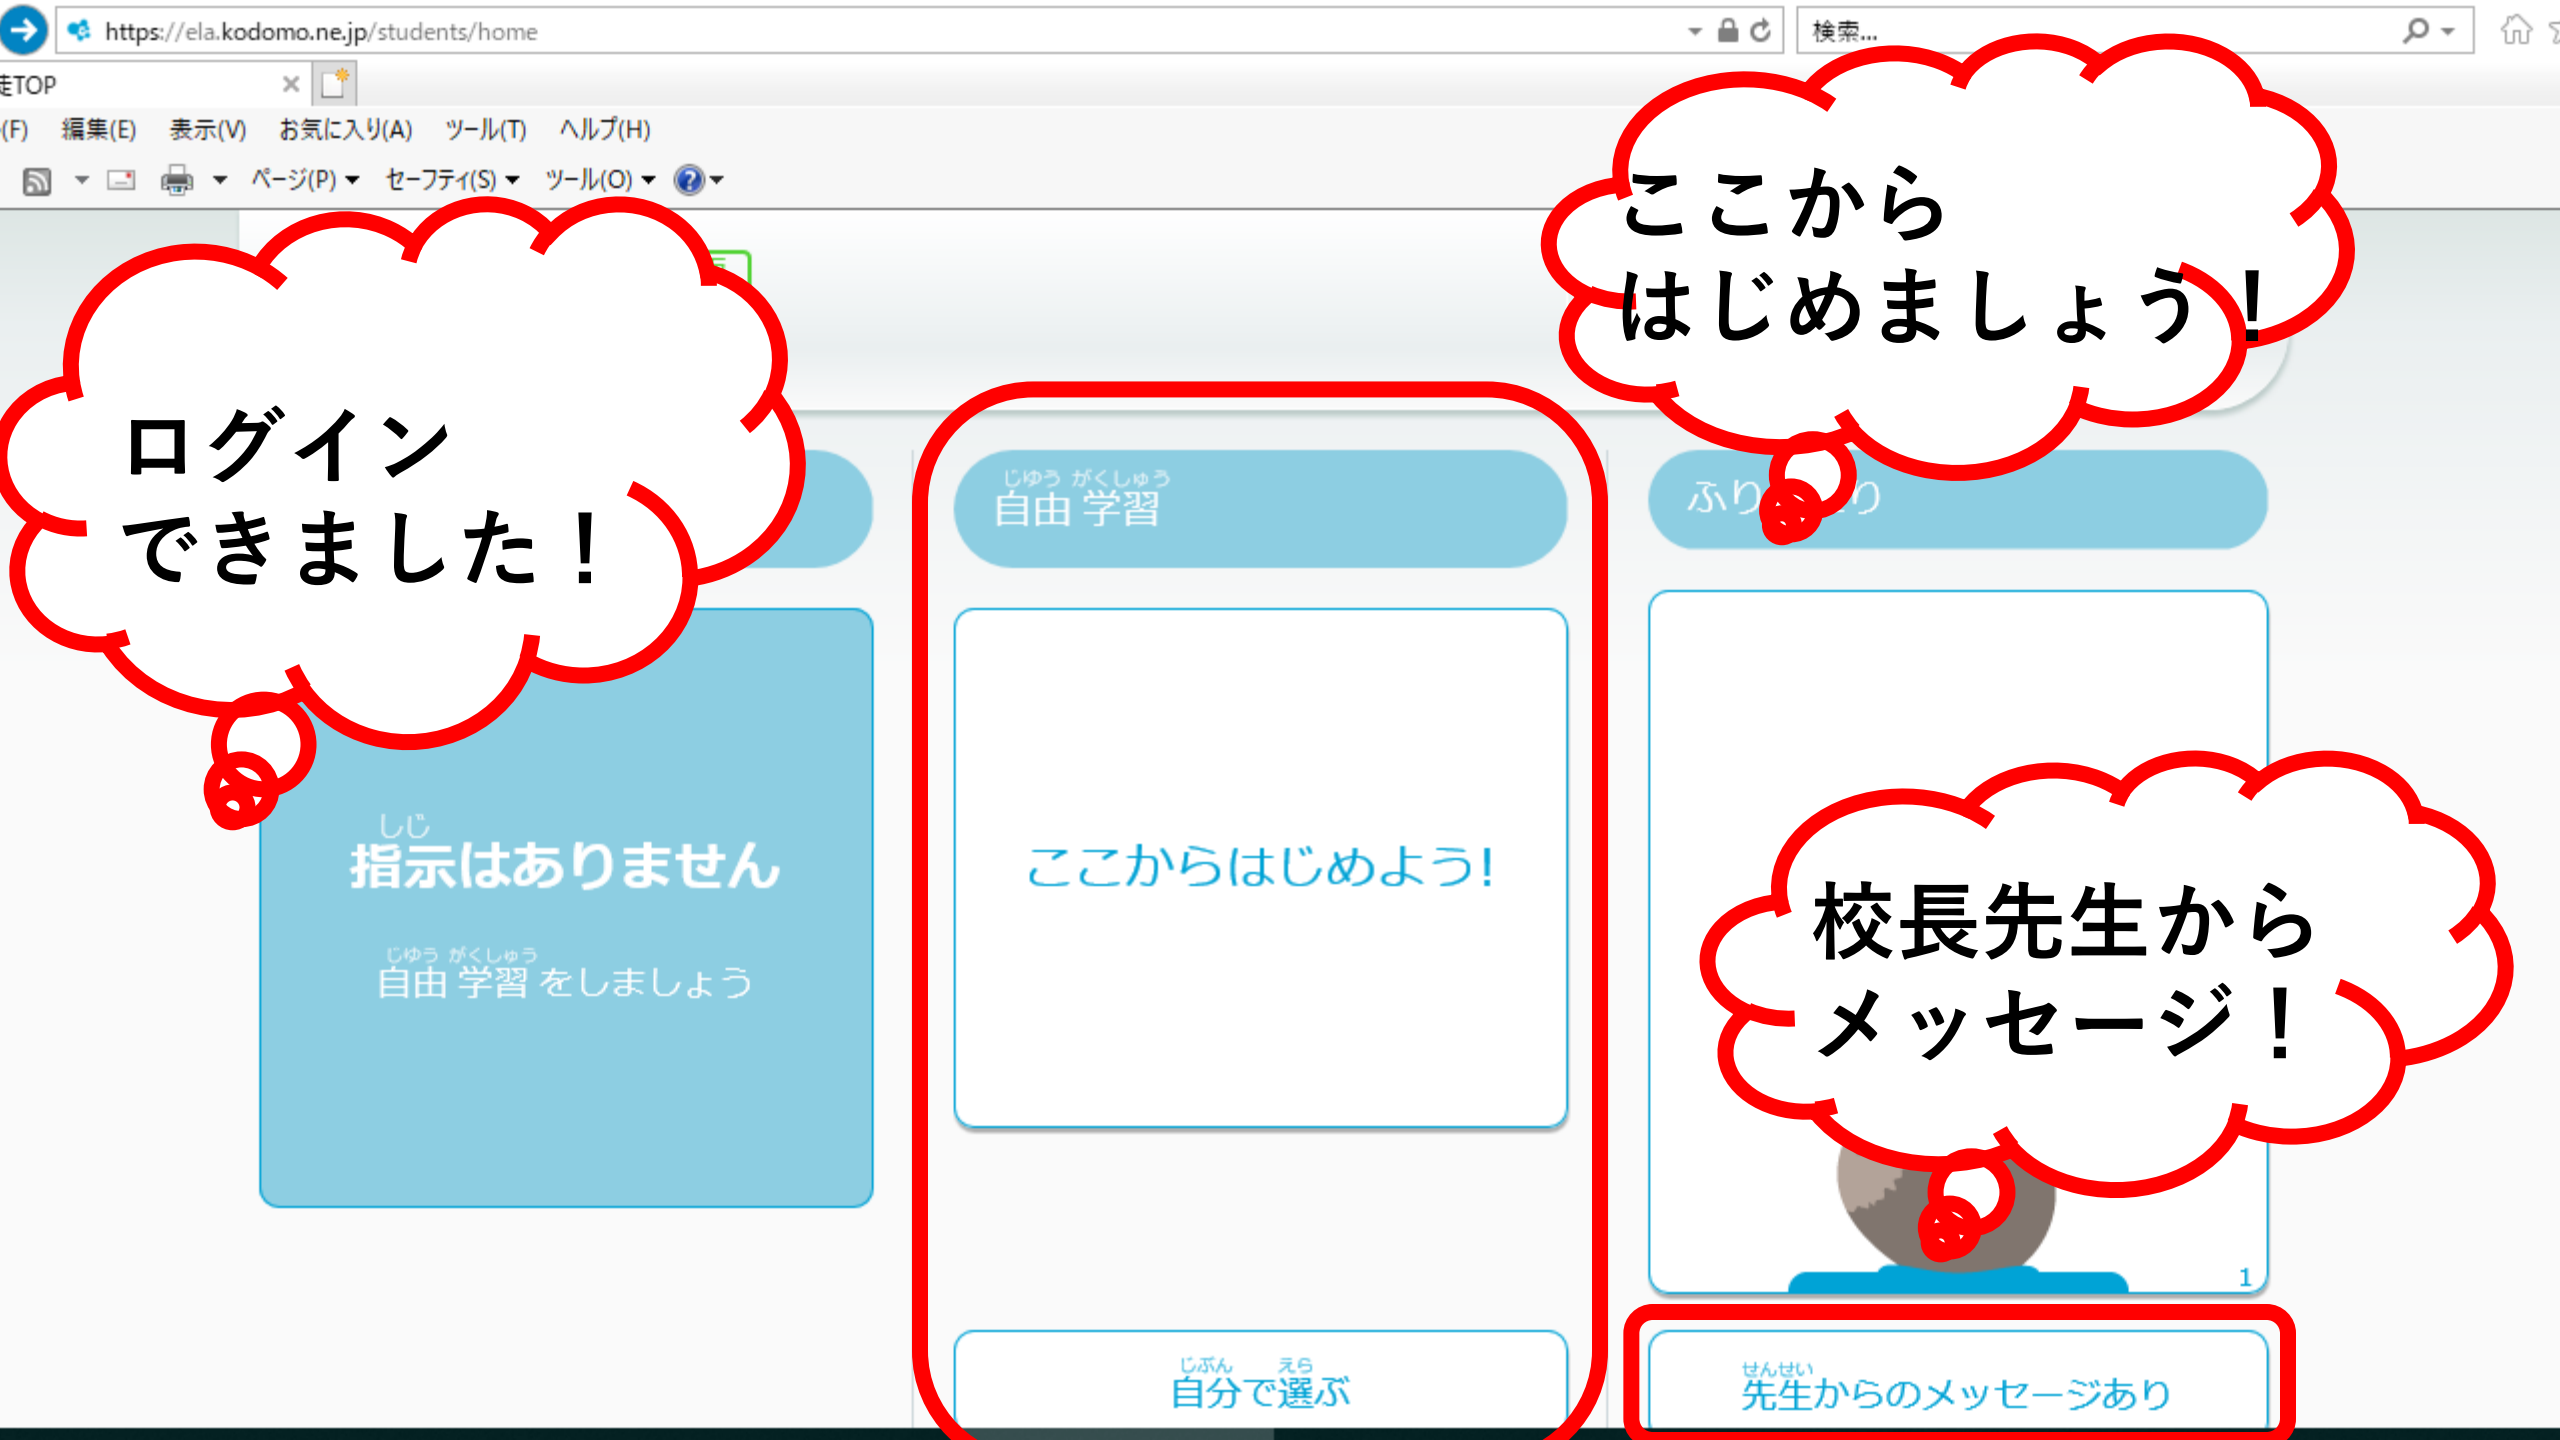 https://ela.kodomo.ne.jp/students/home
検索...
TOP
(F) 編集(E) 表示(V) お気に入り(A) ツール(T) ヘルプ(H)
ページ(P) セーフティ(S) ツール(O)
ここから
はじめましょう！
ログイン
できました！
じゆう がくしゅう
自由 学習
ふり り
しじ
指示はありません
じゆう がくしゅう
自由 学習 をしましょう
ここからはじめよう!
校長先生から
メッセージ！
1
じぶん えら
自分で選ぶ
せんせい
先生からのメッセージあり